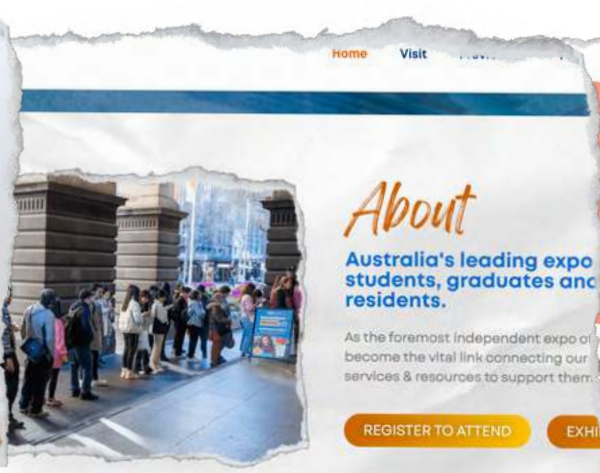 Home Visit
About
Australia's leading expo
students, graduates and
residents.
As the foremost independent expo of
become the vital link connecting our
services & resources to support them
REGISTER TO ATTEND